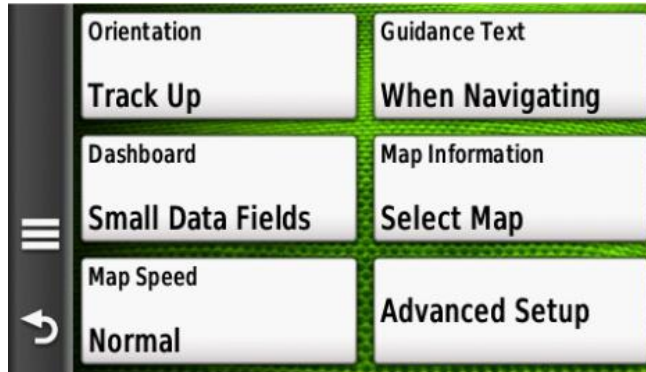 Orientation
Track Up
Guidance Text
When Navigating
Dashboard
Small Data Fields
Map Information
Select Map
Map Speed
Normal
Advanced Setup